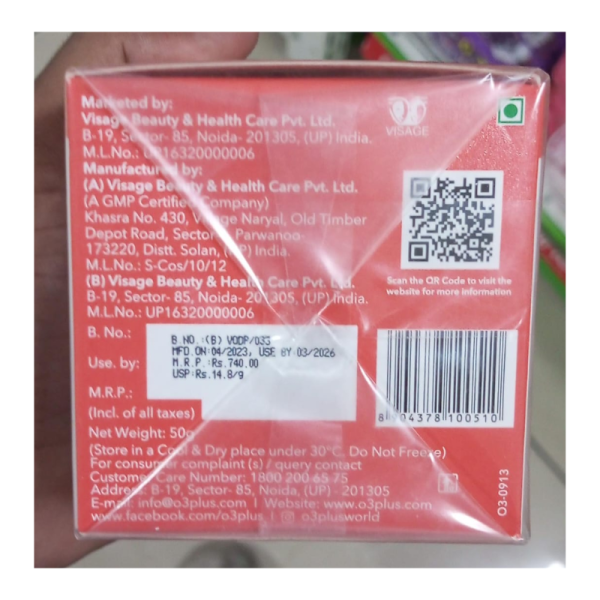 Marketed by:
Visage Beauty & Health Care Pvt. Ltd.
B-19, Sector- 85, Noida- 201305, (UP) India.
M.L.No.: UP16320000006
Manufactured by:
(A) Visage Beauty & Health Care Pvt. Ltd.
(A GMP Certified Company)
Khasra No. 430, Village Naryal, Old Timber
Depot Road, Sector Parwanoo-
173220, Distt. Solan, (HP) India.
M.L.No.: S-Cos/10/12
(B) Visage Beauty & Health Care Pvt. Ltd.
B-19, Sector- 85, Noida- 201305, (UP) India.
M.L.No.: UP16320000006
VISAGE
Scan the QR Code to visit the
website for more information
B. No.:
Use by:
M.R.P.:
(Incl. of all taxes)
B.NO.:(B) VODP/033
MFD.ON:04/2023, USE BY:03/2026
M.R.P.:Rs.740.00
USP:Rs.14.8/g
8 904378 100510
Net Weight: 50g
(Store in a Cool & Dry place under 30°C. Do Not Freeze)
For consumer complaint (s) / query contact
Customer Care Number: 1800 200 65 75
Address: B-19, Sector- 85, Noida, (UP) - 201305
E-mail: info@o3plus.com | Website: www.o3plus.com
www.facebook.com/o3plus | o3plusworld
O3-0913